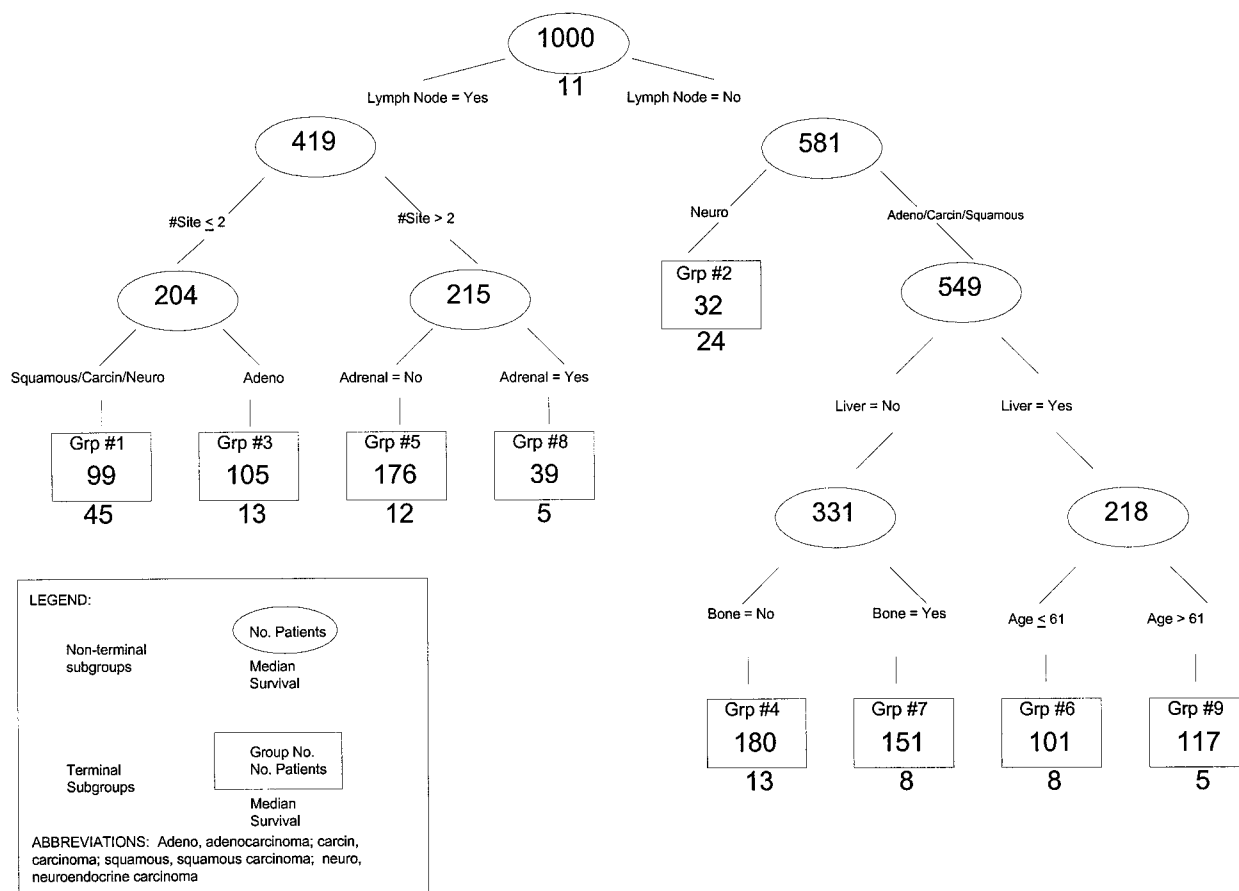 1000
11
Lymph Node = Yes
Lymph Node = No
419
581
#Site ≤ 2
#Site > 2
Neuro
Adeno/Carcin/Squamous
204
215
Grp #2
32
24
549
Squamous/Carcin/Neuro
Adeno
Adrenal = No
Adrenal = Yes
Liver = No
Liver = Yes
Grp #1
99
45
Grp #3
105
13
Grp #5
176
12
Grp #8
39
5
331
218
Bone = No
Bone = Yes
Age ≤ 61
Age > 61
Grp #4
180
13
Grp #7
151
8
Grp #6
101
8
Grp #9
117
5
LEGEND:
Non-terminal
subgroups
No. Patients
Median
Survival
Terminal
Subgroups
Group No.
No. Patients
Median
Survival
ABBREVIATIONS: Adeno, adenocarcinoma; carcin,
carcinoma; squamous, squamous carcinoma; neuro,
neuroendocrine carcinoma